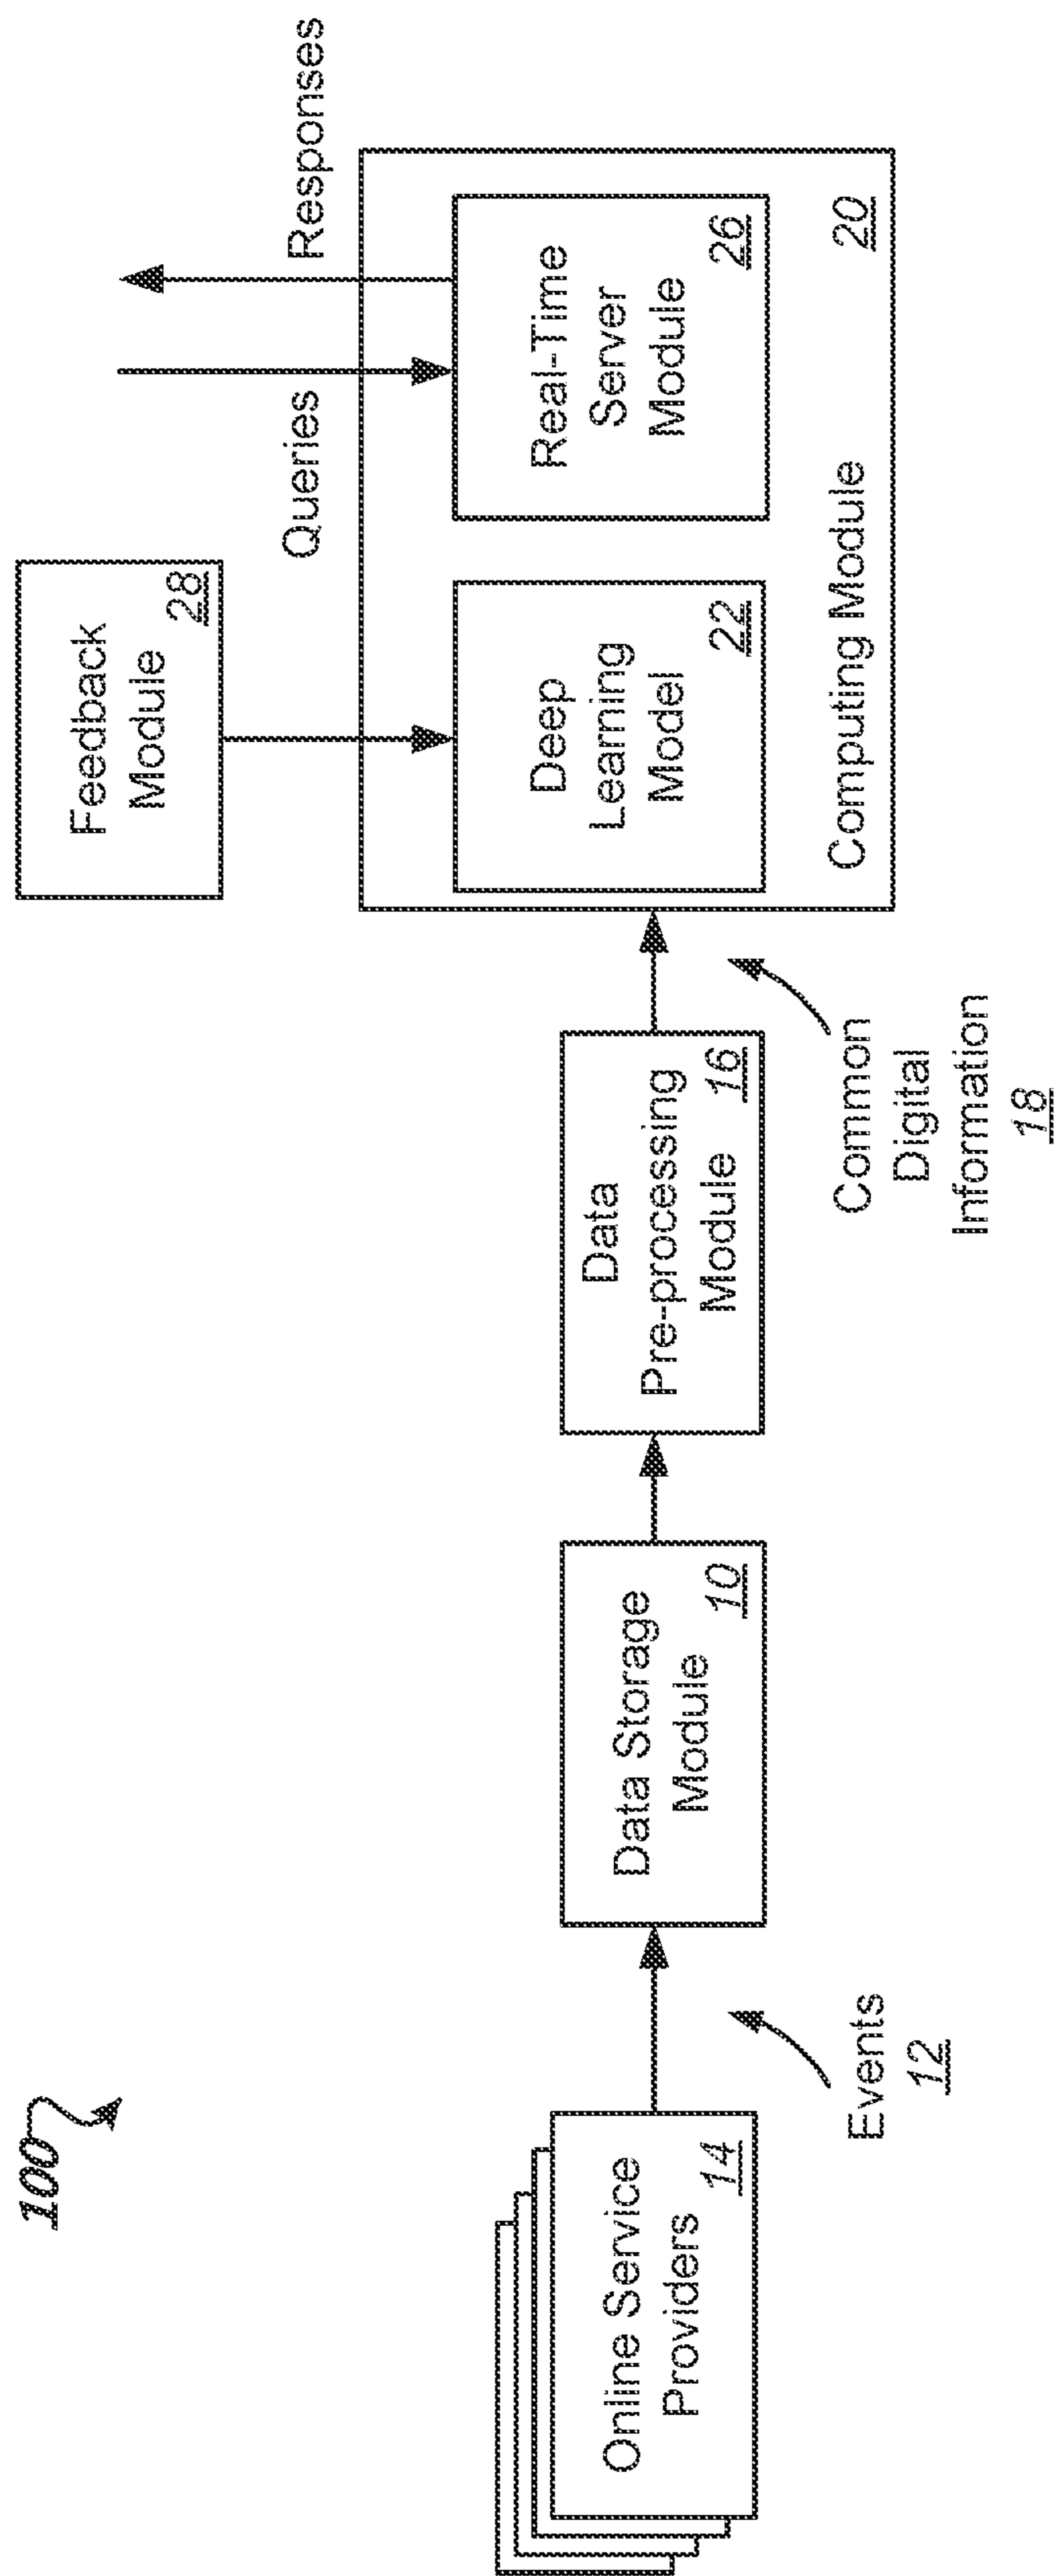 100
Online Service
Providers
14
Events
12
Data Storage
Module
10
Data
Pre-processing
Module
16
Common
Digital
Information
18
Feedback
Module
28
Queries
Responses
Deep
Learning
Model
22
Real-Time
Server
Module
26
Computing Module
20